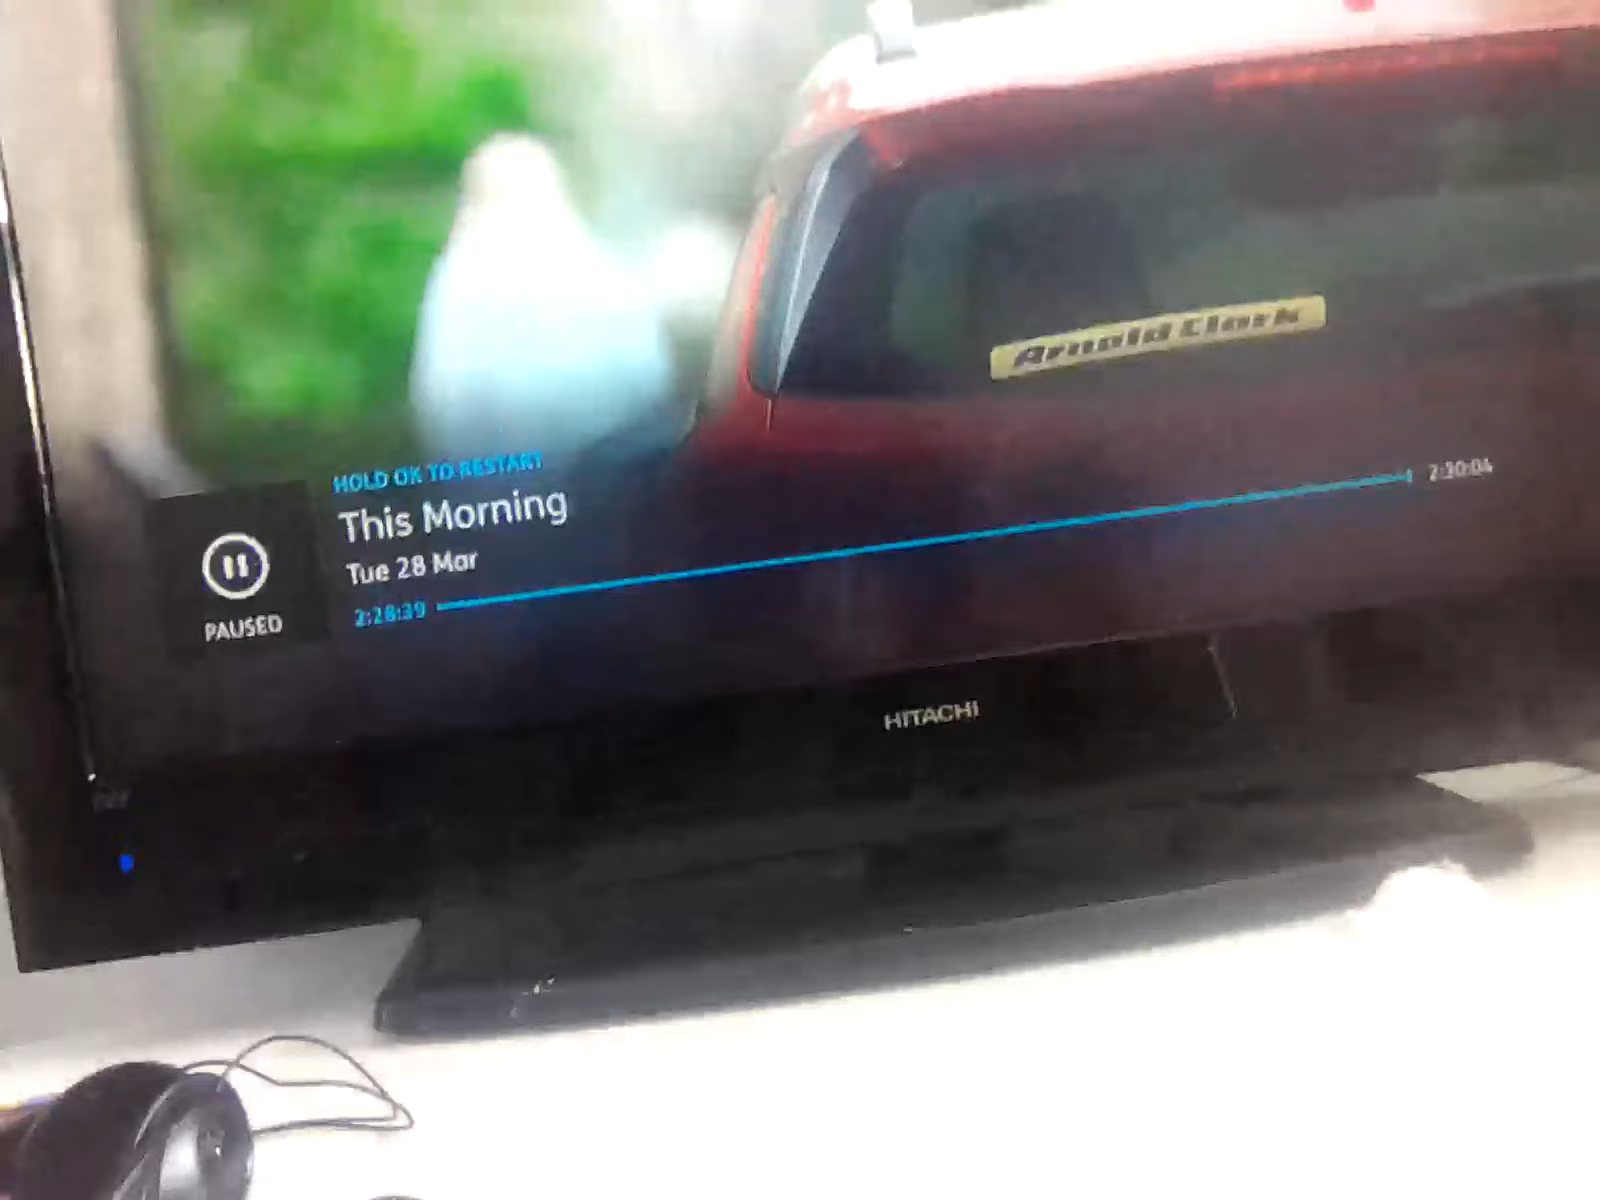 Arnold Clark
HOLD OK TO RESTART
This Morning
Tue 28 Mar
2:28:39
2:30:04
PAUSED
HITACHI